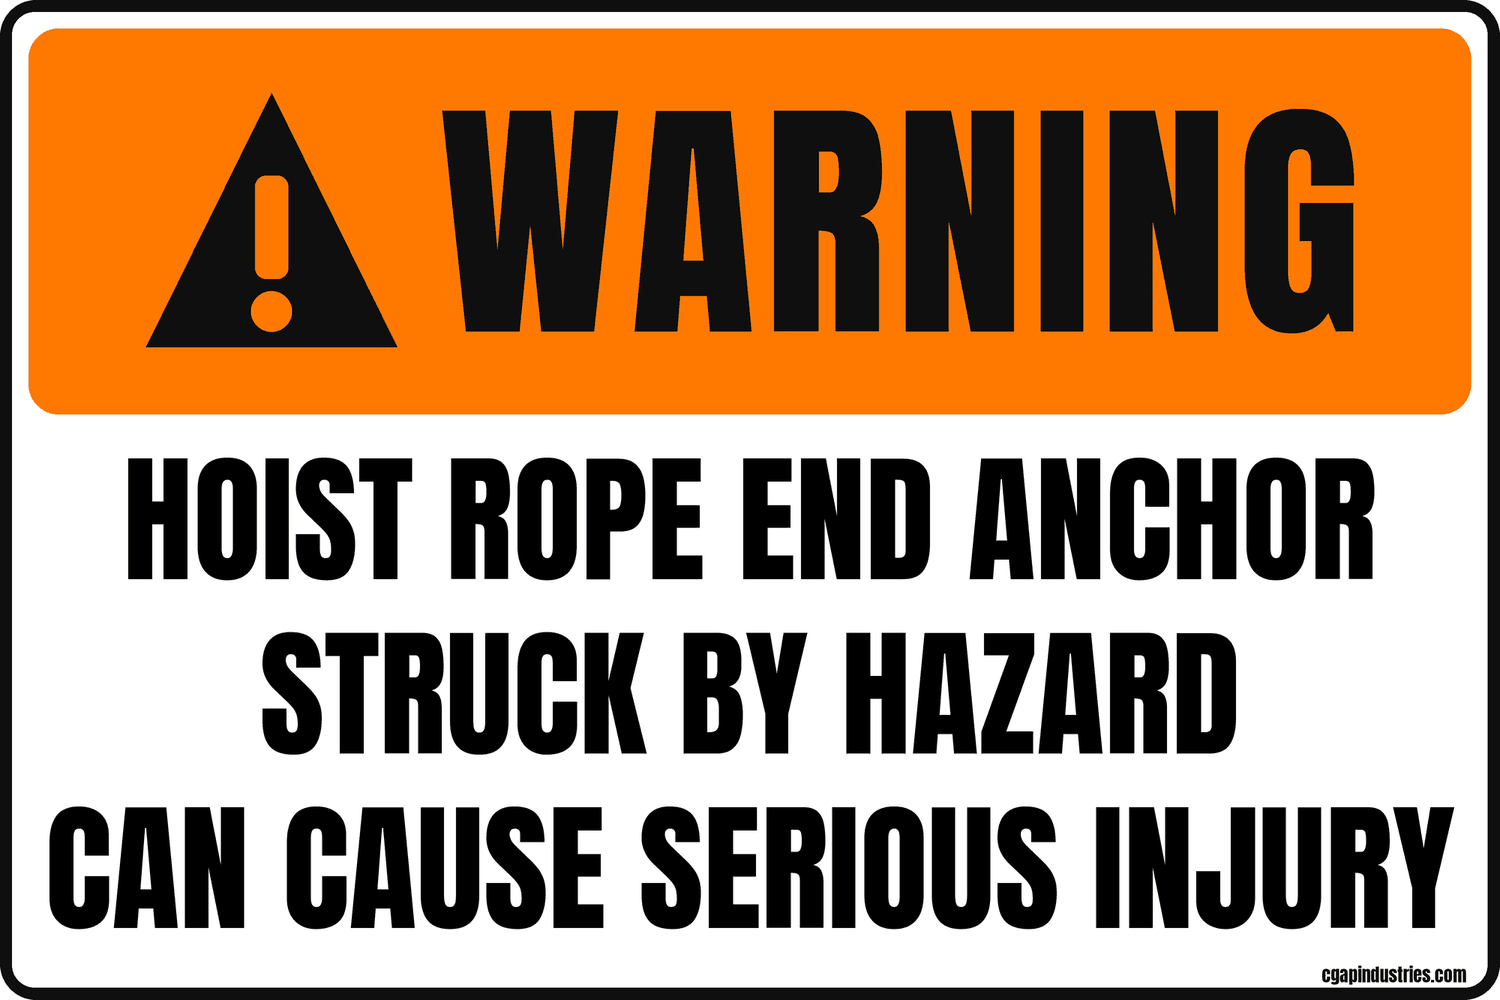 WARNING
HOIST ROPE END ANCHOR
STRUCK BY HAZARD
CAN CAUSE SERIOUS INJURY
cgapindustries.com